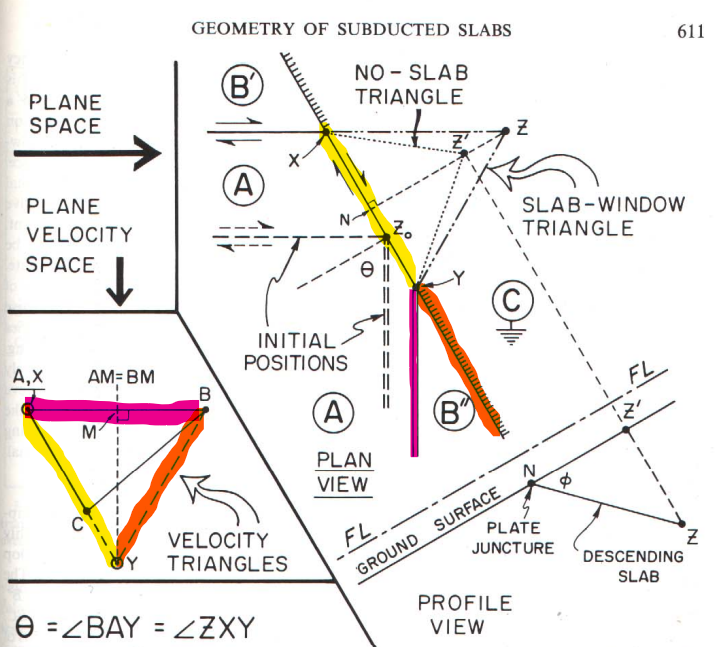 GEOMETRY OF SUBDUCTED SLABS
611
PLANE
SPACE
PLANE
VELOCITY
SPACE
B'
NO-SLAB
TRIANGLE
Z
Z'
X
A
N
Z₀
SLAB-WINDOW
TRIANGLE
θ
Y
C
INITIAL
POSITIONS
A
B"
PLAN
VIEW
A,X
AM=BM
B
M
C
Y
VELOCITY
TRIANGLES
θ = ∠BAY = ∠ZXY
FL
Z'
N
φ
FL
GROUND SURFACE
PLATE
JUNCTURE
Z
DESCENDING
SLAB
PROFILE
VIEW